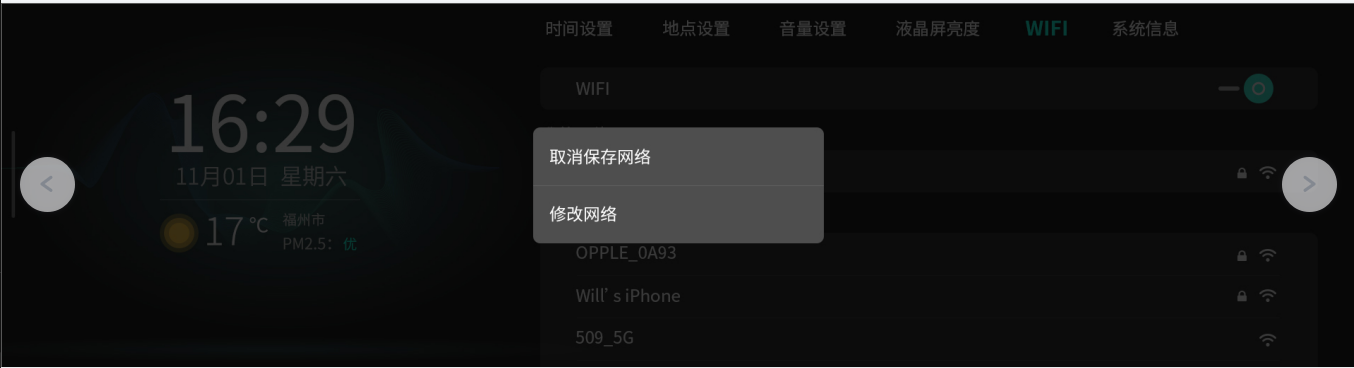 时间设置 地点设置 音量设置 液晶屏亮度 WIFI 系统信息
16:29
11月01日 星期六
17℃
福州市
PM2.5: 优
WIFI
取消保存网络
修改网络
OPPLE_0A93
Will's iPhone
509_5G